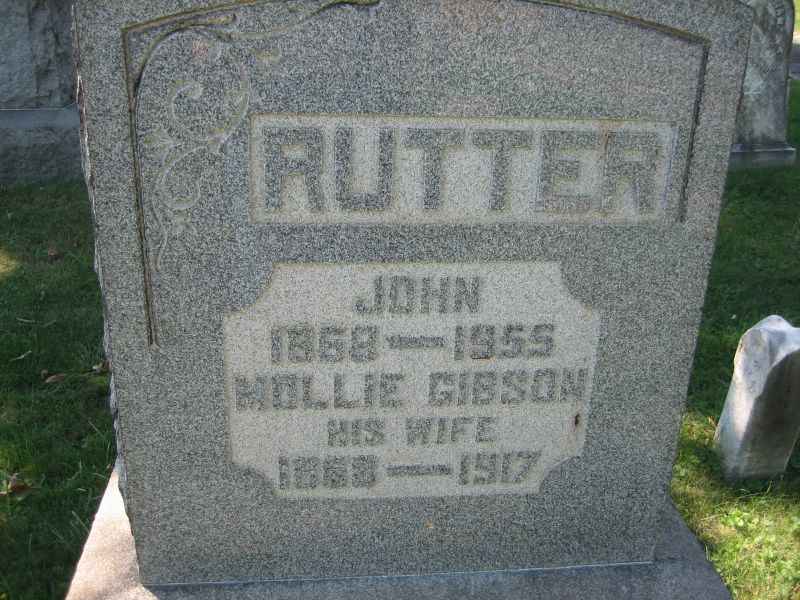 RUTTER
JOHN
1868 — 1955
MOLLIE GIBSON
HIS WIFE
1868 — 1917